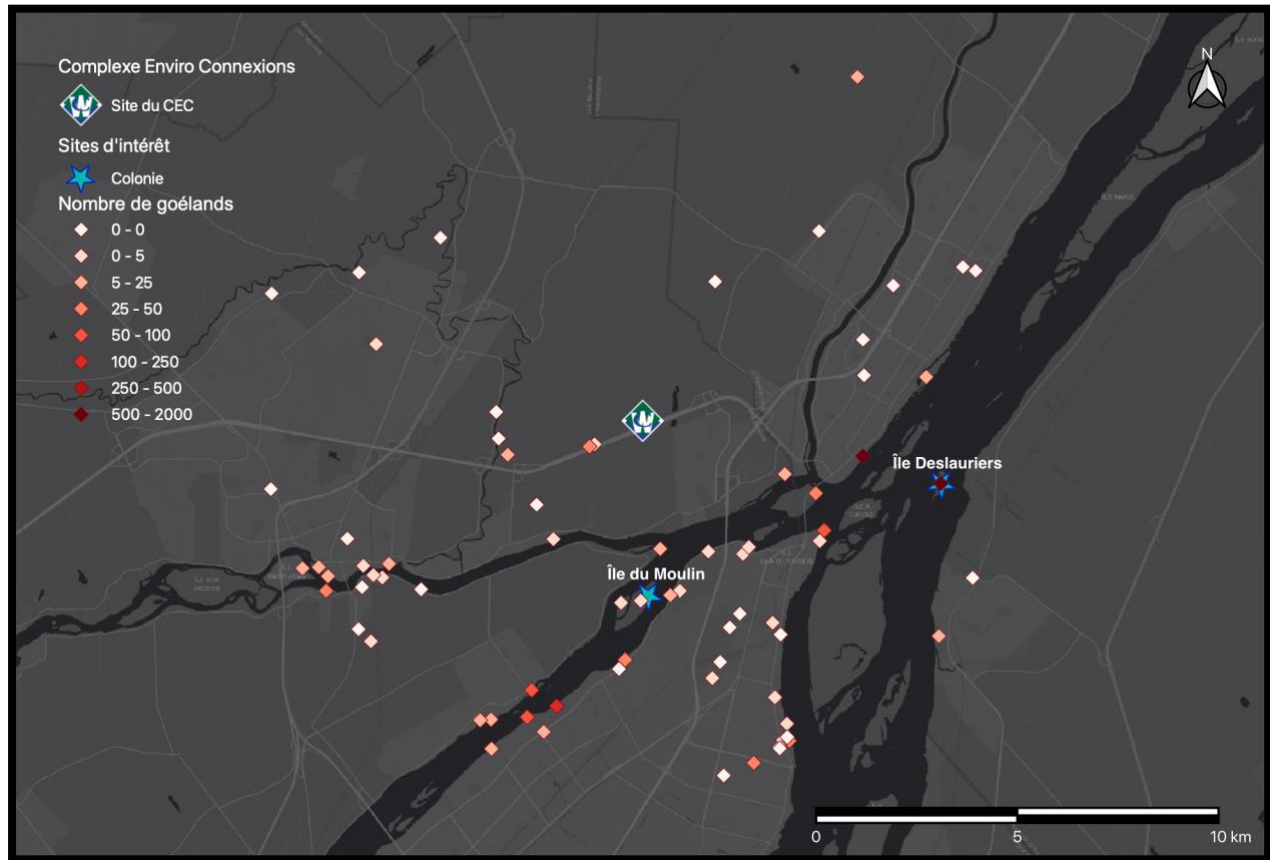 Complexe Enviro Connexions
Site du CEC
Sites d'intérêt
Colonie
Nombre de goélands
0 - 0
0 - 5
5 - 25
25 - 50
50 - 100
100 - 250
250 - 500
500 - 2000
N
Île Deslauriers
Île du Moulin
0 5 10 km